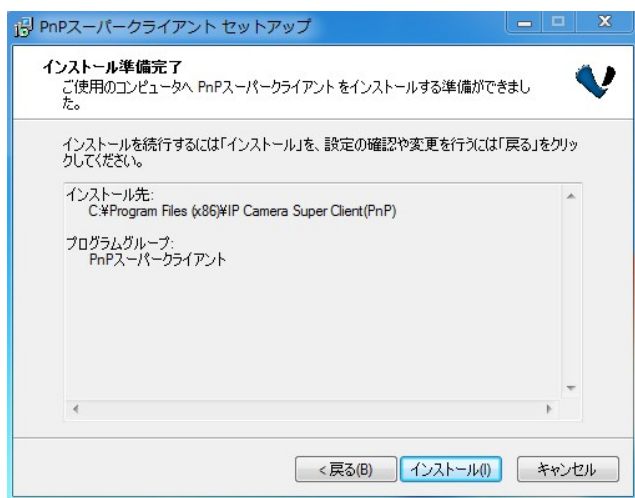 PnPスーパークライアント セットアップ
インストール準備完了
ご使用のコンピュータへ PnPスーパークライアント をインストールする準備ができまし
た。
インストールを続行するには「インストール」を、設定の確認や変更を行うには「戻る」をクリッ
クしてください。
インストール先:
C:¥Program Files (x86)¥IP Camera Super Client(PnP)
プログラムグループ:
PnPスーパークライアント
< 戻る(B)
インストール(I)
キャンセル